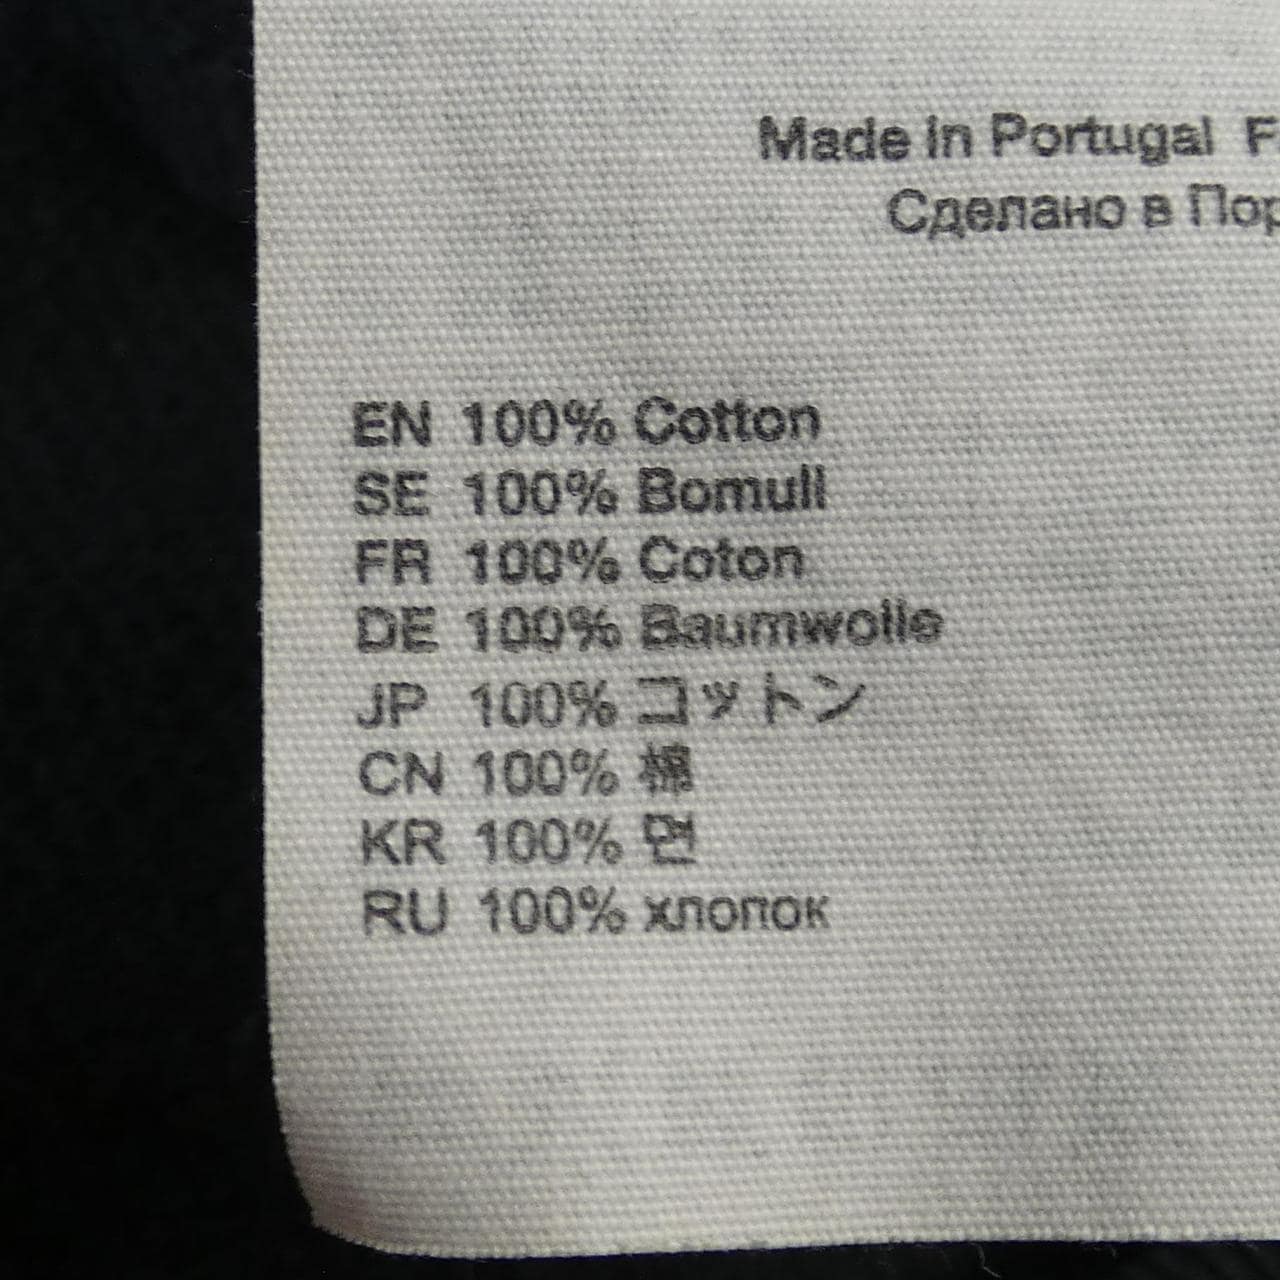 Made in Portugal F
Сделано в Пор
EN 100% Cotton
SE 100% Bomull
FR 100% Coton
DE 100% Baumwolle
JP 100% コットン
CN 100% 棉
KR 100% 면
RU 100% хлопок